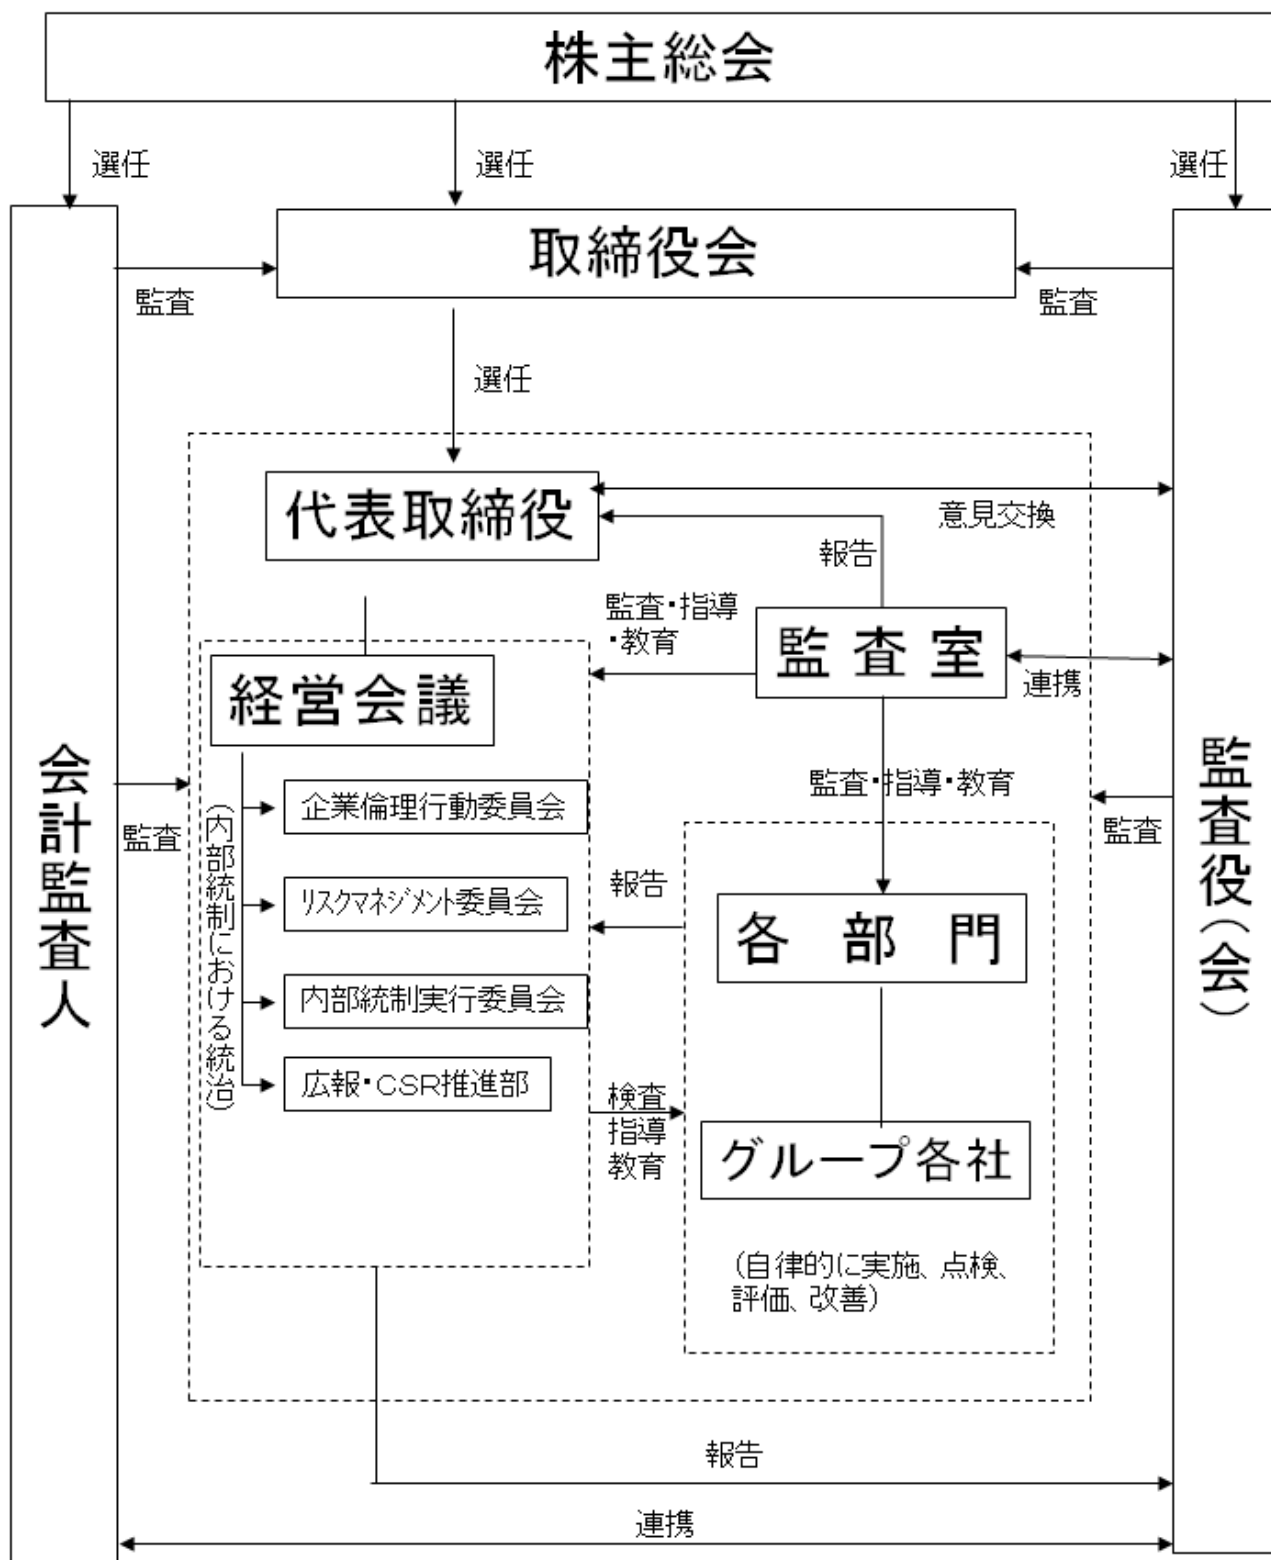 株主総会
選任
選任
選任
取締役会
監査
監査
選任
代表取締役
意見交換
報告
監査・指導
・教育
監査室
連携
経営会議
監査・指導・教育
会計監査人
監査役(会)
監査
監査
(内部統制における統治)
企業倫理行動委員会
リスクマネジメント委員会
内部統制実行委員会
広報・CSR推進部
報告
各部門
検査
指導
教育
グループ各社
(自律的に実施、点検、
評価、改善)
報告
連携